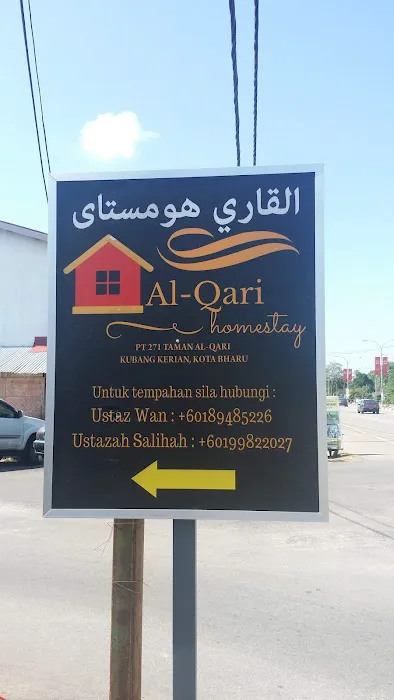 القاري هومستاى
Al-Qari
homestay
PT 271 TAMAN AL-QARI
KUBANG KERIAN, KOTA BHARU
Untuk tempahan sila hubungi :
Ustaz Wan : +60189485226
Ustazah Salihah : +60199822027